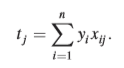 t_j = \sum_{i=1}^{n} y_i x_{ij}.